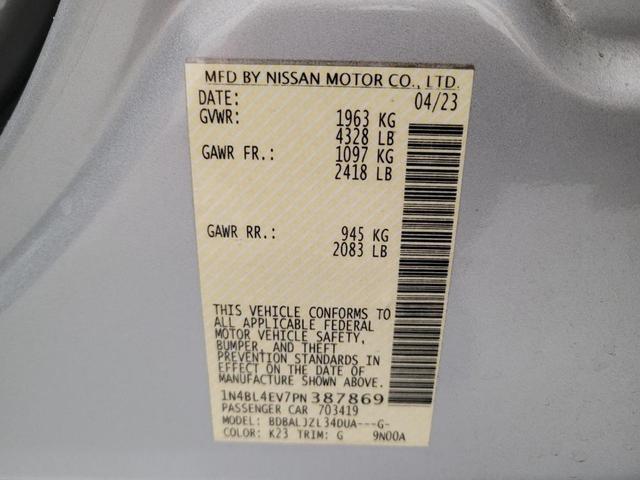 MFD BY NISSAN MOTOR CO., LTD.
DATE: 04/23
GVWR: 1963 KG
4328 LB
GAWR FR.: 1097 KG
2418 LB
GAWR RR.: 945 KG
2083 LB
THIS VEHICLE CONFORMS TO
ALL APPLICABLE FEDERAL
MOTOR VEHICLE SAFETY,
BUMPER, AND THEFT
PREVENTION STANDARDS IN
EFFECT ON THE DATE OF
MANUFACTURE SHOWN ABOVE.
1N4BL4EV7PN387869
PASSENGER CAR 703419
MODEL: BDBALJZL34DUA---G-
COLOR: K23 TRIM: G 9N00A